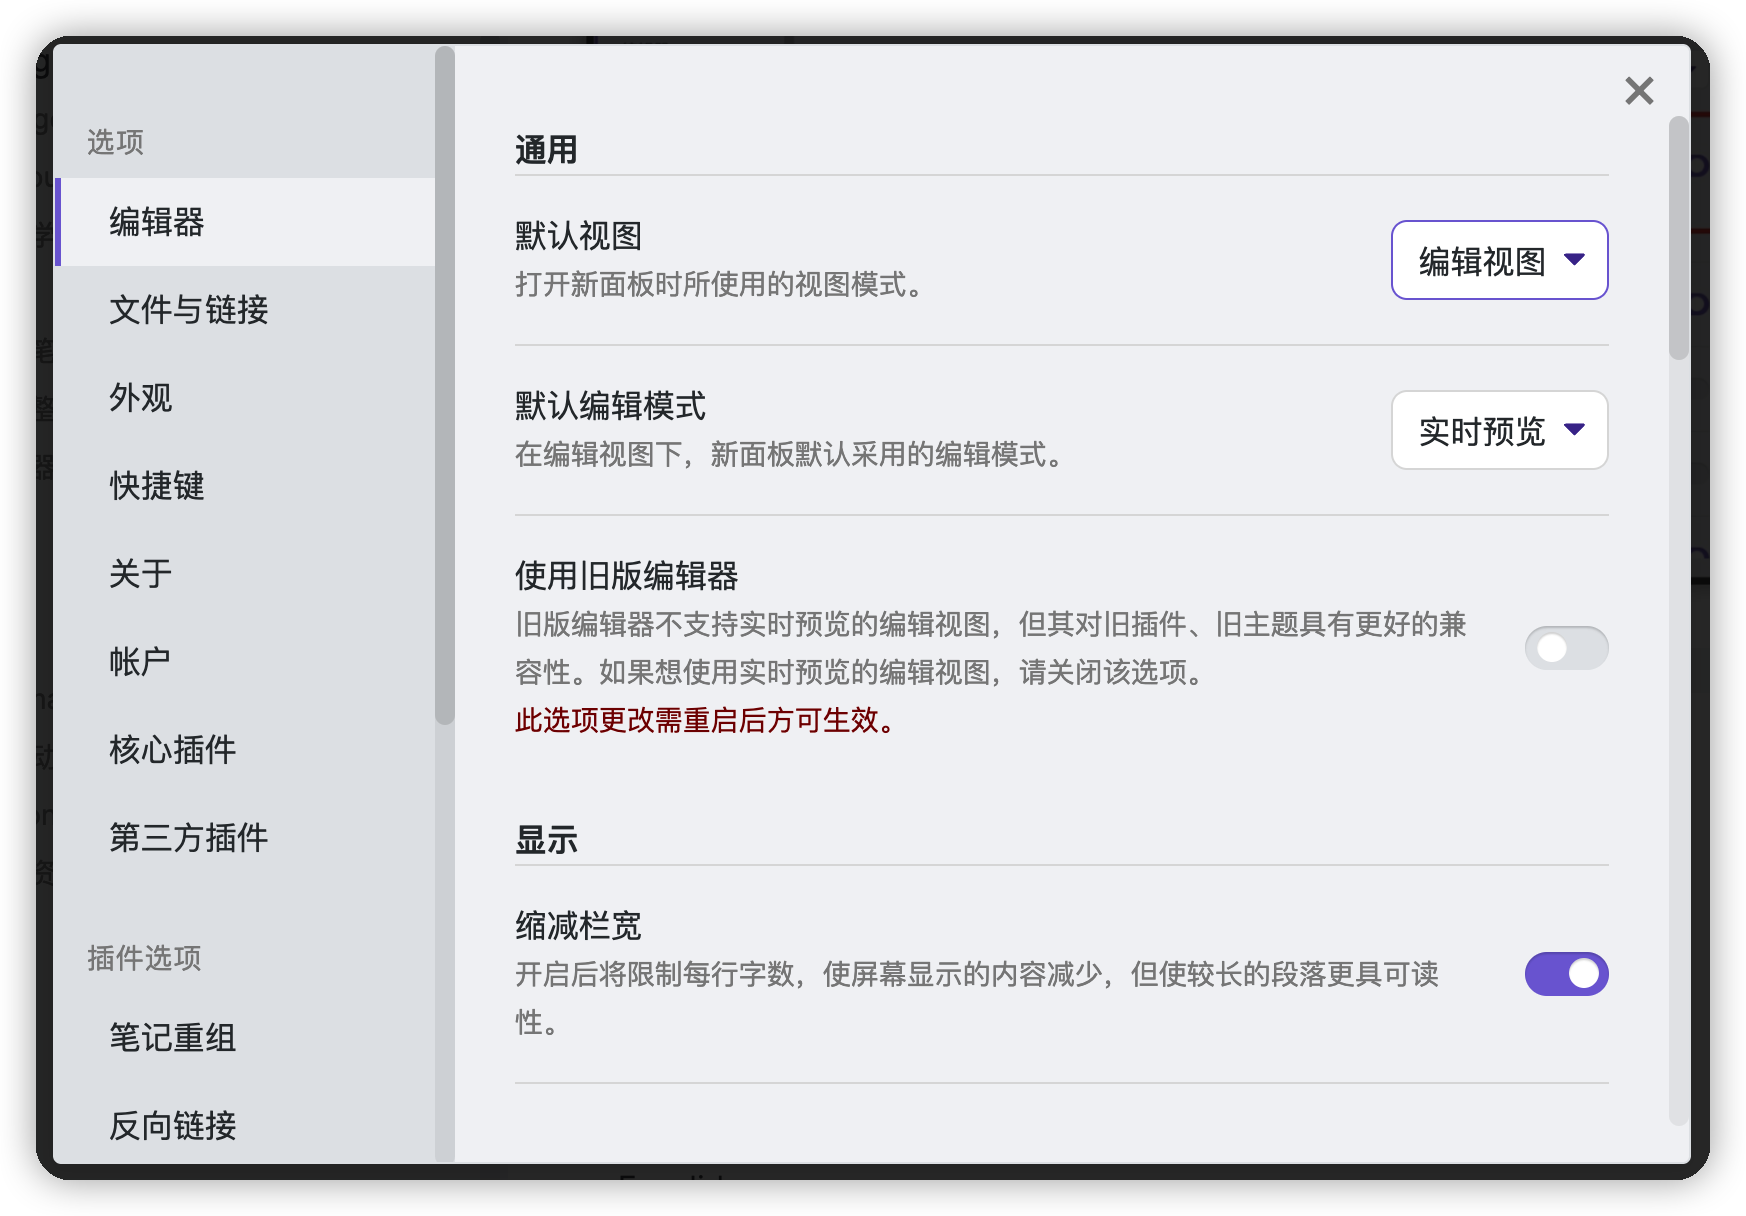 选项
编辑器
文件与链接
外观
快捷键
关于
帐户
核心插件
第三方插件
插件选项
笔记重组
反向链接
通用
默认视图
打开新面板时所使用的视图模式。
编辑视图
默认编辑模式
在编辑视图下，新面板默认采用的编辑模式。
实时预览
使用旧版编辑器
旧版编辑器不支持实时预览的编辑视图，但其对旧插件、旧主题具有更好的兼
容性。如果想使用实时预览的编辑视图，请关闭该选项。
此选项更改需重启后方可生效。
显示
缩减栏宽
开启后将限制每行字数，使屏幕显示的内容减少，但使较长的段落更具可读
性。